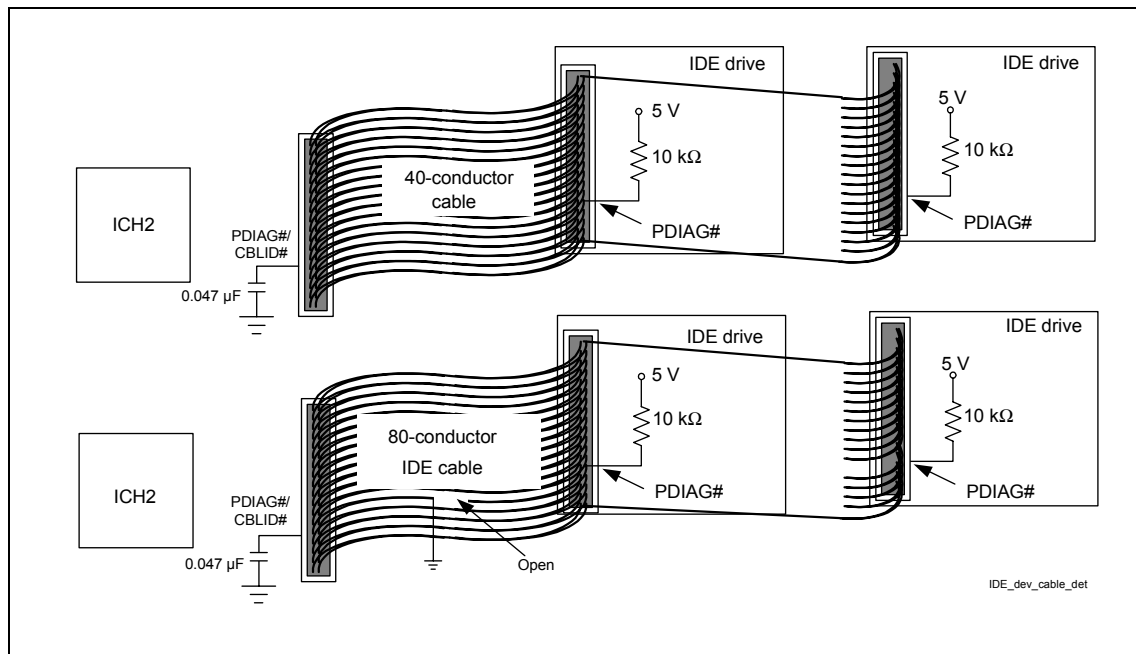 IDE drive
5 V
10 kΩ
PDIAG#
IDE drive
5 V
10 kΩ
PDIAG#
40-conductor
cable
ICH2
PDIAG#/
CBLID#
0.047 µF
IDE drive
5 V
10 kΩ
PDIAG#
IDE drive
5 V
10 kΩ
PDIAG#
80-conductor
IDE cable
ICH2
PDIAG#/
CBLID#
0.047 µF
Open
IDE_dev_cable_det